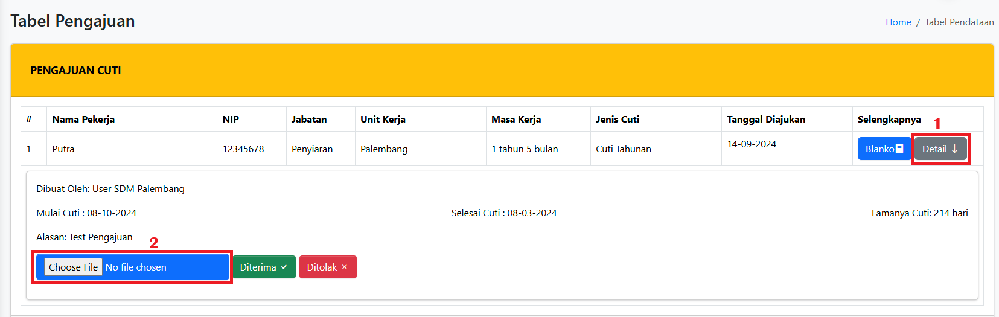 Tabel Pengajuan
Home / Tabel Pendataan
PENGAJUAN CUTI
# Nama Pekerja NIP Jabatan Unit Kerja Masa Kerja Jenis Cuti Tanggal Diajukan Selengkapnya 1
1 Putra 12345678 Penyiaran Palembang 1 tahun 5 bulan Cuti Tahunan 14-09-2024 Blanko Detail ↓
Dibuat Oleh: User SDM Palembang
Mulai Cuti : 08-10-2024 Selesai Cuti : 08-03-2024 Lamanya Cuti: 214 hari
Alasan: Test Pengajuan
2
Choose File No file chosen Diterima ✓ Ditolak ×